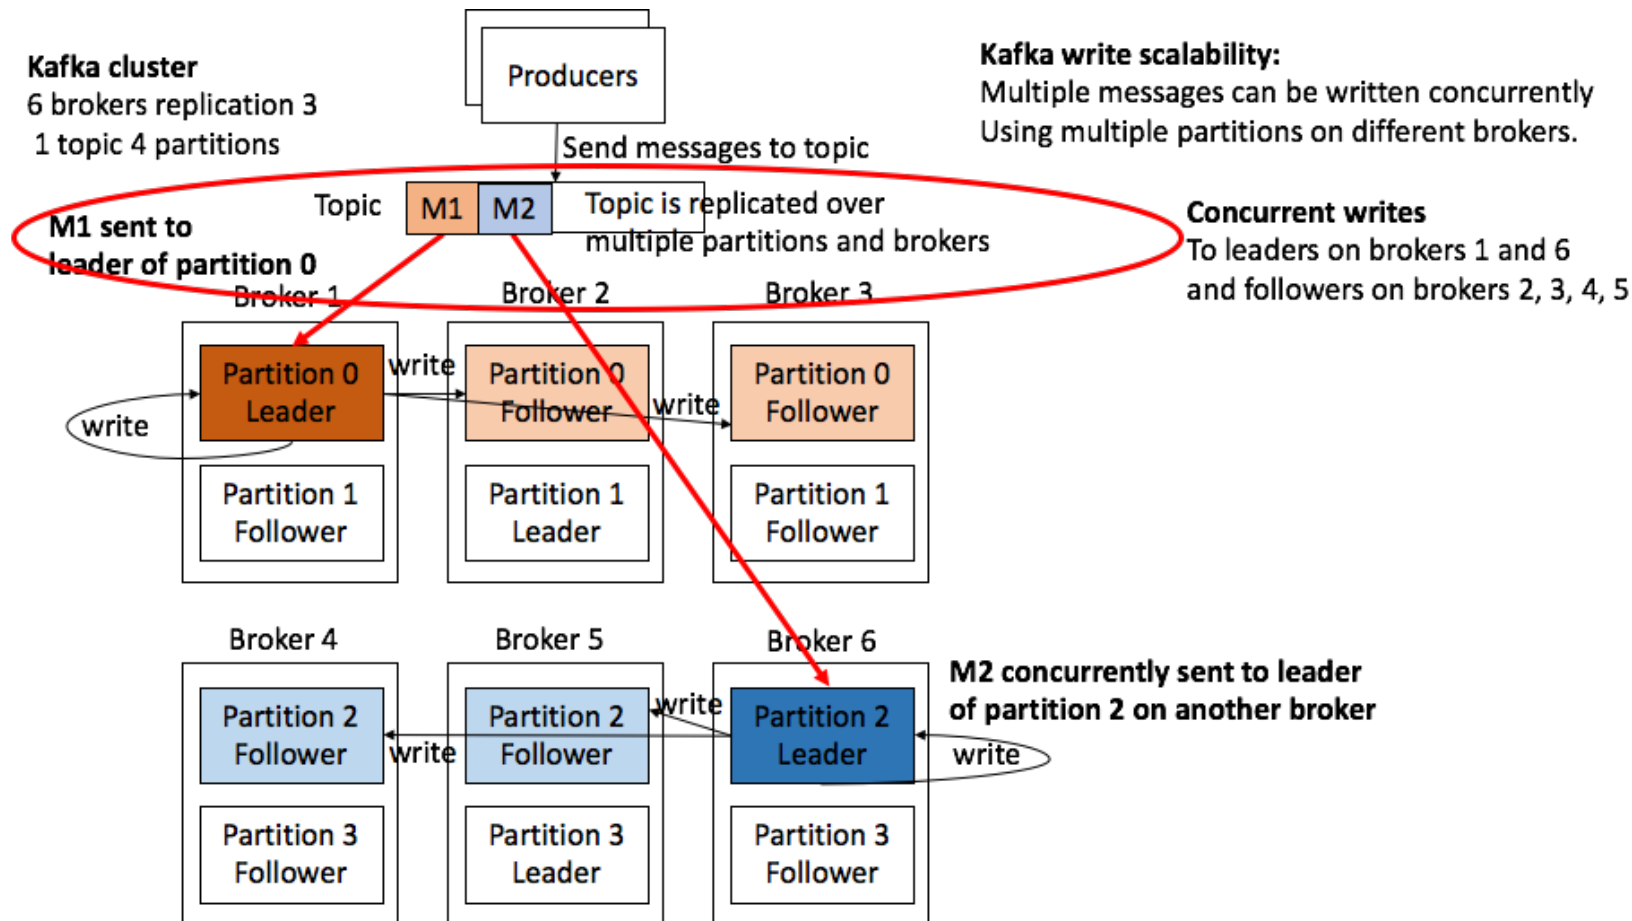 Kafka cluster
6 brokers replication 3
1 topic 4 partitions
Producers
Kafka write scalability:
Multiple messages can be written concurrently
Using multiple partitions on different brokers.
Send messages to topic
Topic
M1
M2
Topic is replicated over
multiple partitions and brokers
M1 sent to
leader of partition 0
Concurrent writes
To leaders on brokers 1 and 6
and followers on brokers 2, 3, 4, 5
Broker 1
Broker 2
Broker 3
Partition 0
Leader
write
write
Partition 0
Follower
write
Partition 0
Follower
Partition 1
Follower
Partition 1
Leader
Partition 1
Follower
Broker 4
Broker 5
Broker 6
Partition 2
Follower
write
Partition 2
Follower
write
Partition 2
Leader
write
M2 concurrently sent to leader
of partition 2 on another broker
Partition 3
Follower
Partition 3
Leader
Partition 3
Follower